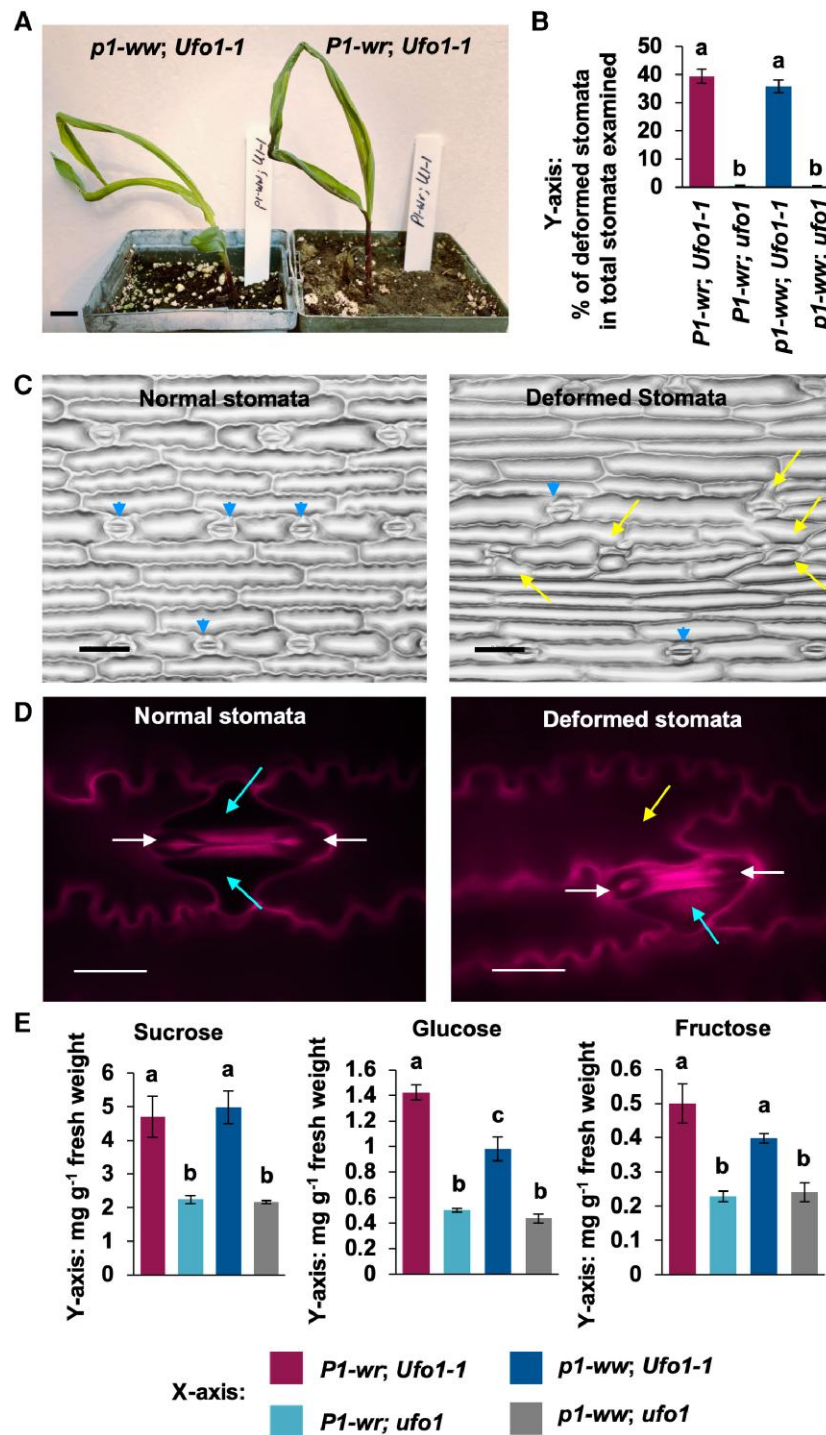 A
p1-ww; Ufo1-1
P1-wr; Ufo1-1
p1-ww; U1-1
P1-wr; U1-1
B
Y-axis:
% of deformed stomata
in total stomata examined
50
40
30
20
10
0
a
b
a
b
P1-wr; Ufo1-1
P1-wr; ufo1
p1-ww; Ufo1-1
p1-ww; ufo1
C
Normal stomata
Deformed Stomata
D
Normal stomata
Deformed stomata
E
Sucrose
Y-axis: mg g-1 fresh weight
6
5
4
3
2
1
0
a
b
a
b
Glucose
Y-axis: mg g-1 fresh weight
1.6
1.4
1.2
1
0.8
0.6
0.4
0.2
0
a
b
c
b
Fructose
Y-axis: mg g-1 fresh weight
0.6
0.5
0.4
0.3
0.2
0.1
0
a
b
a
b
X-axis:
P1-wr; Ufo1-1
p1-ww; Ufo1-1
P1-wr; ufo1
p1-ww; ufo1